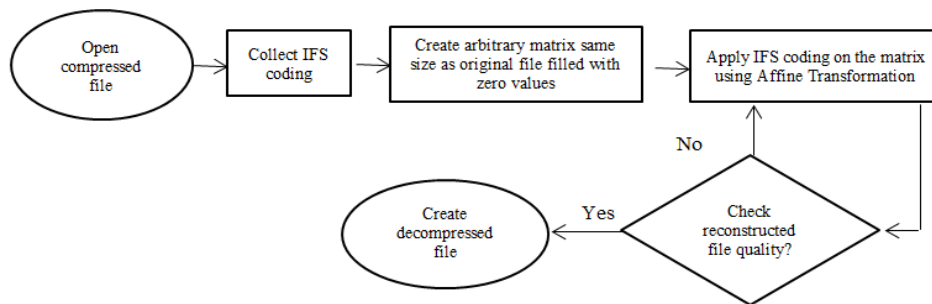 Open
compressed
file
Collect IFS
coding
Create arbitrary matrix same
size as original file filled with
zero values
Apply IFS coding on the matrix
using Affine Transformation
No
Check
reconstructed
file quality?
Yes
Create
decompressed
file